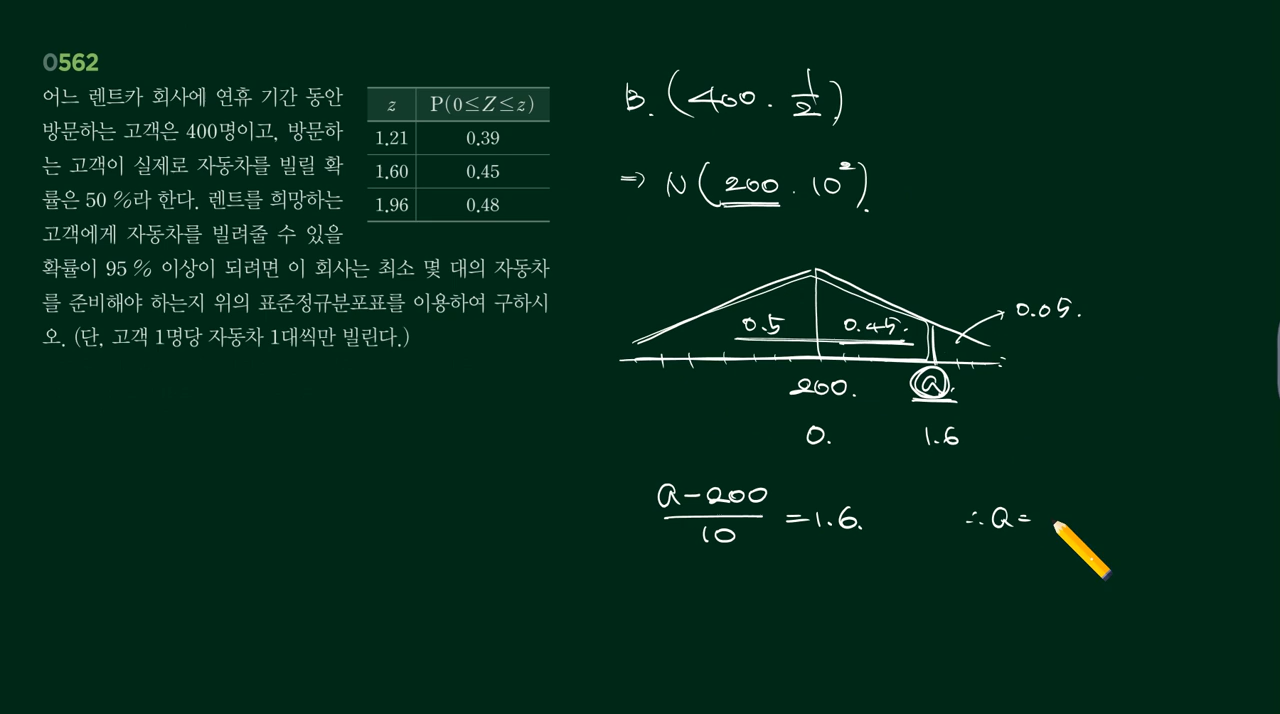 0562
어느 렌트카 회사에 연휴 기간 동안
방문하는 고객은 400명이고, 방문하
는 고객이 실제로 자동차를 빌릴 확
률은 50 %라 한다. 렌트를 희망하는
고객에게 자동차를 빌려줄 수 있을
확률이 95 % 이상이 되려면 이 회사는 최소 몇 대의 자동차
를 준비해야 하는지 위의 표준정규분포표를 이용하여 구하시
오. (단, 고객 1명당 자동차 1대씩만 빌린다.)
z P(0≤Z≤z)
1.21 0.39
1.60 0.45
1.96 0.48
B. (400 . 1/2)
⇒ N (200 . 10²).
0.5 0.45. 0.05.
200. a.
0. 1.6
(a-200)/10 = 1.6. ∴ a =